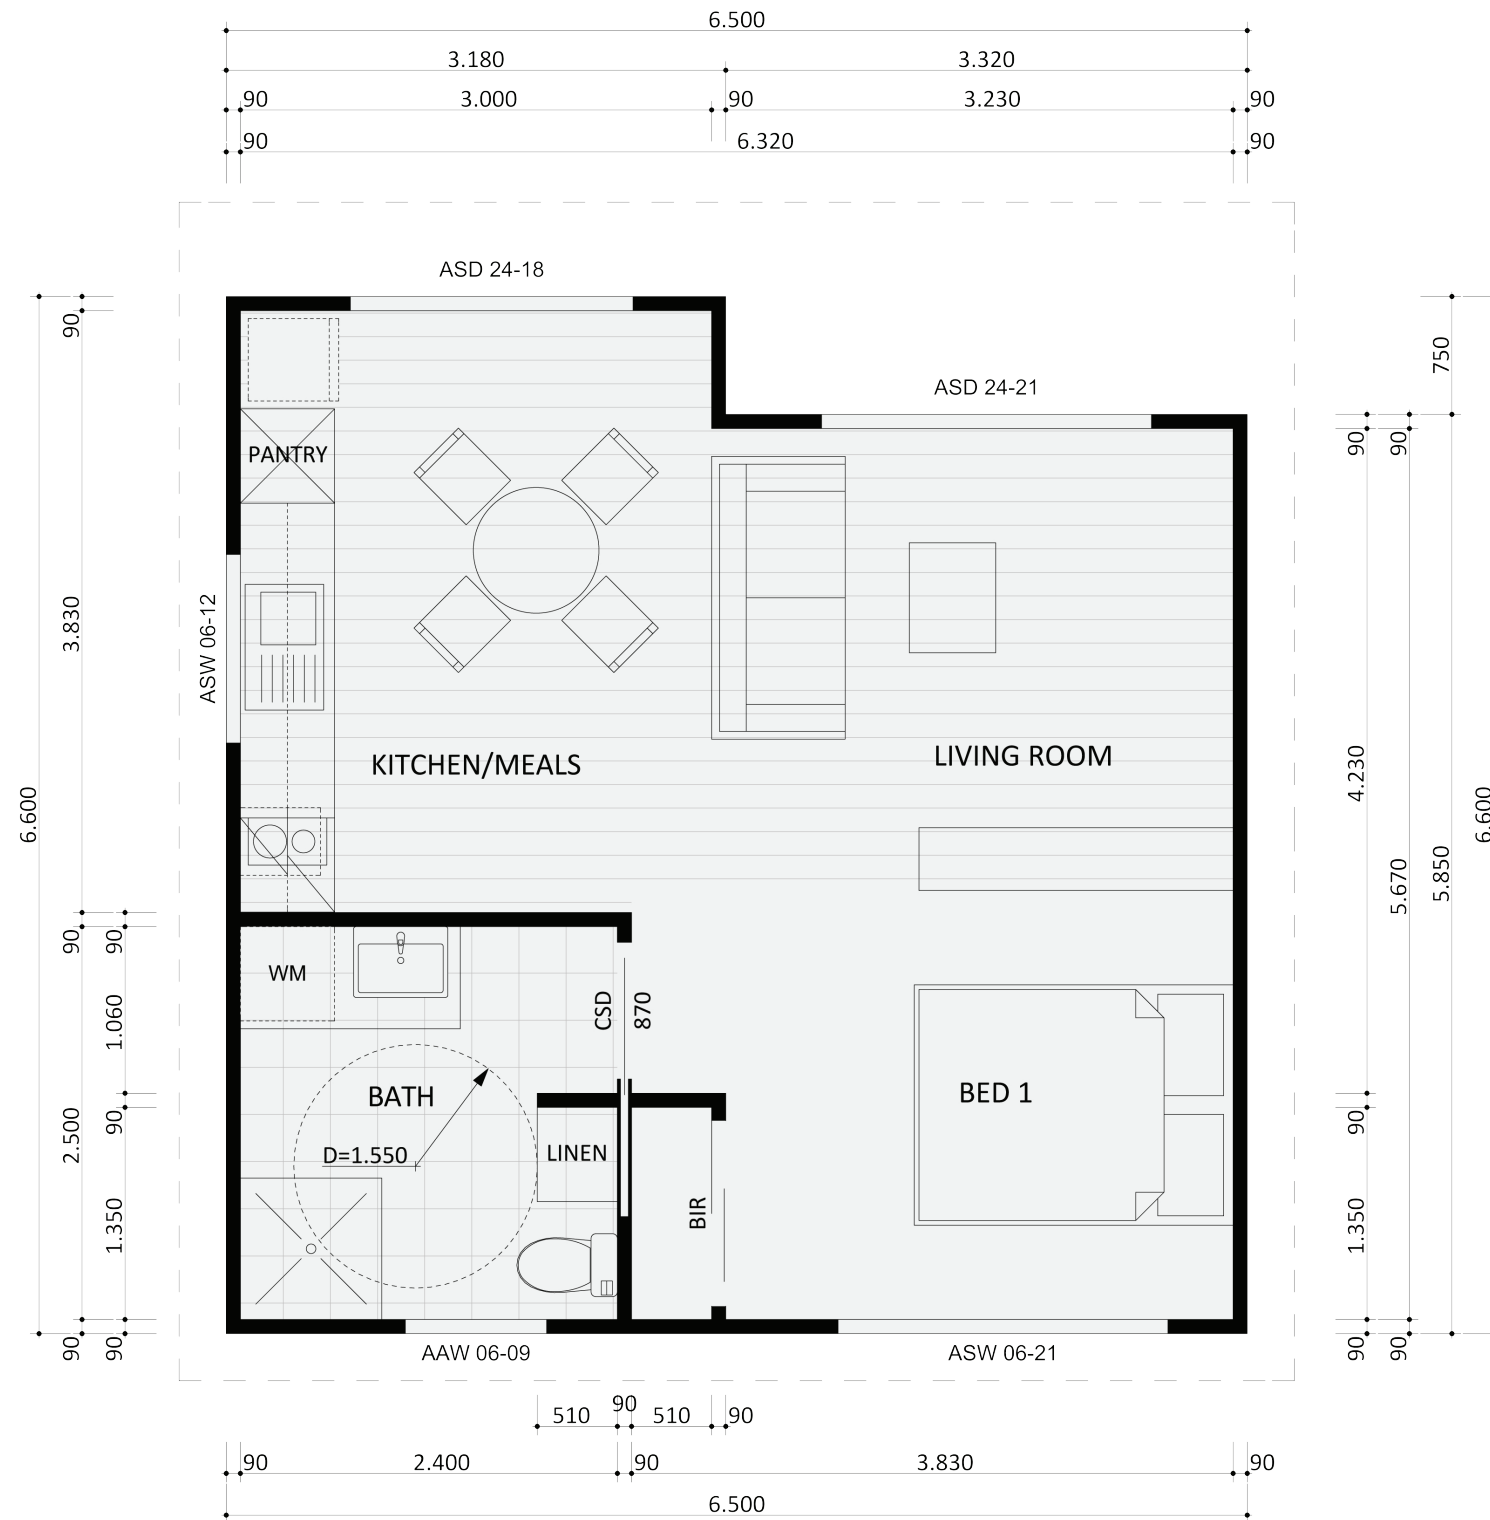 6.500
3.180 3.320
90 3.000 90 3.230 90
90 6.320 90
ASD 24-18
90
750
ASD 24-21
90 90
PANTRY
3.830
ASW 06-12
KITCHEN/MEALS
LIVING ROOM
4.230
6.600
6.600
5.850
5.670
90 90
WM
1.060
CSD
870
BATH
BED 1
90
90
2.500
D=1.550
LINEN
1.350
BIR
1.350
90 90
90 90
AAW 06-09
ASW 06-21
510 90 510 90
90 2.400 90 3.830 90
6.500